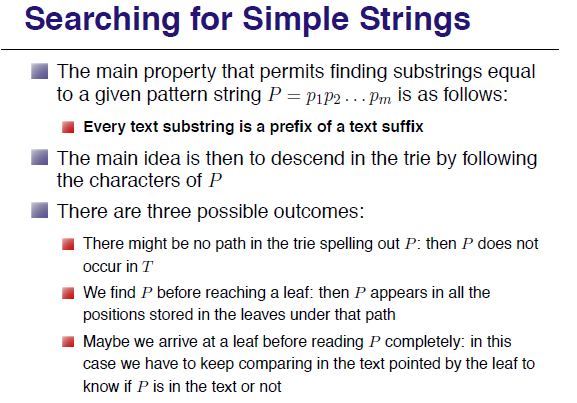 Searching for Simple Strings
The main property that permits finding substrings equal
to a given pattern string P = p₁p₂ . . . pₘ is as follows:
Every text substring is a prefix of a text suffix
The main idea is then to descend in the trie by following
the characters of P
There are three possible outcomes:
There might be no path in the trie spelling out P: then P does not
occur in T
We find P before reaching a leaf: then P appears in all the
positions stored in the leaves under that path
Maybe we arrive at a leaf before reading P completely: in this
case we have to keep comparing in the text pointed by the leaf to
know if P is in the text or not